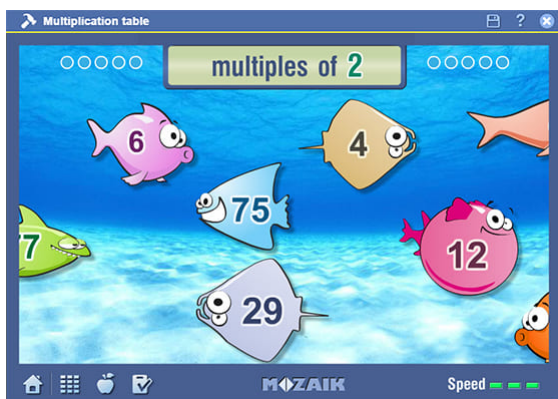 Multiplication table
?
multiples of 2
6
4
75
7
12
29
MOZAIK
Speed